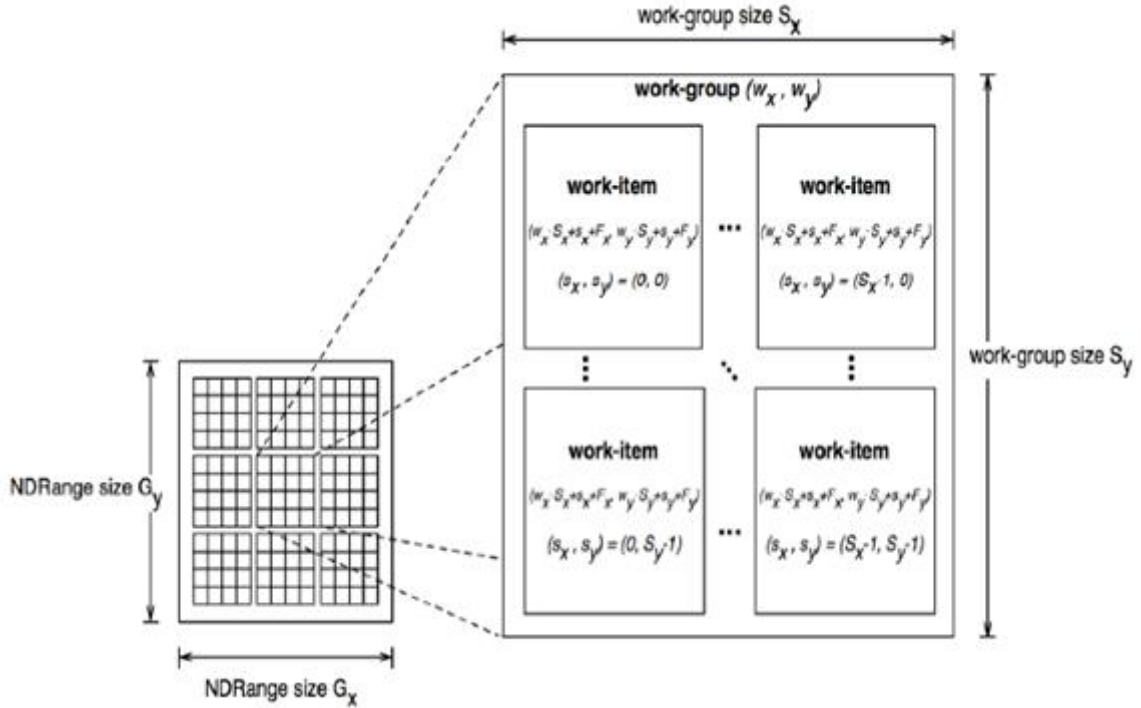 work-group size Sx
work-group (wx , wy)
work-item
(wx·Sx+sx+Fx, wy·Sy+sy+Fy)
(sx , sy) = (0, 0)
...
work-item
(wx·Sx+sx+Fx, wy·Sy+sy+Fy)
(sx , sy) = (Sx-1, 0)
work-group size Sy
work-item
(wx·Sx+sx+Fx, wy·Sy+sy+Fy)
(sx , sy) = (0, Sy-1)
...
work-item
(wx·Sx+sx+Fx, wy·Sy+sy+Fy)
(sx , sy) = (Sx-1, Sy-1)
NDRange size Gy
NDRange size Gx